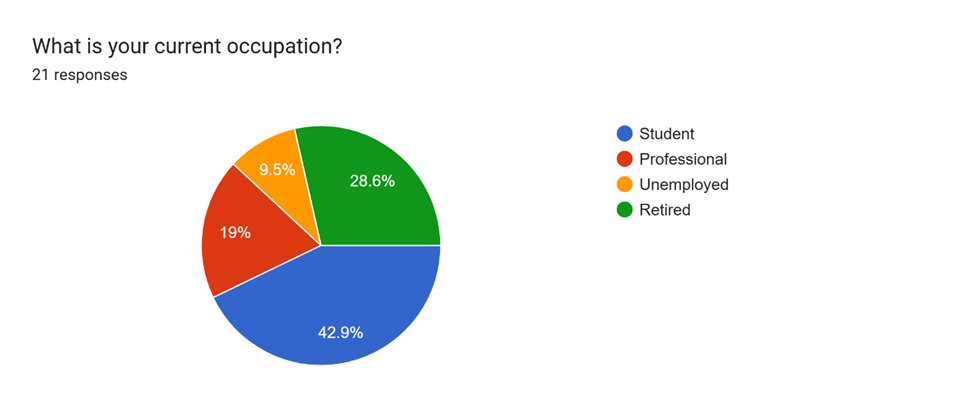 What is your current occupation?
21 responses
9.5%
28.6%
19%
42.9%
Student
Professional
Unemployed
Retired